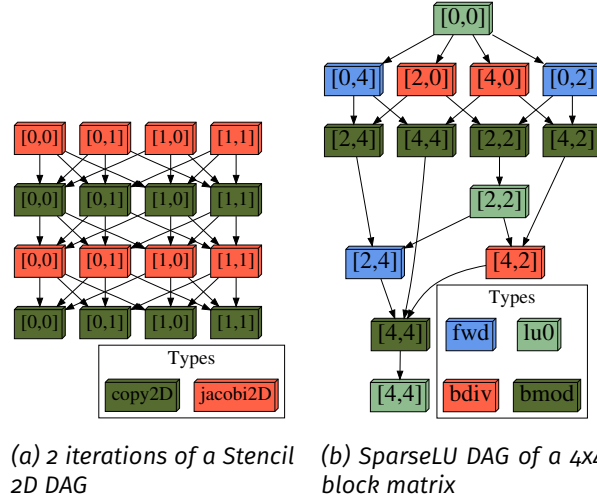 [0,0] [0,1] [1,0] [1,1]
[0,0] [0,1] [1,0] [1,1]
[0,0] [0,1] [1,0] [1,1]
[0,0] [0,1] [1,0] [1,1]
Types
copy2D jacobi2D
(a) 2 iterations of a Stencil
2D DAG
[0,0]
[0,4] [2,0] [4,0] [0,2]
[2,4] [4,4] [2,2] [4,2]
[2,2]
[2,4] [4,2]
[4,4]
[4,4]
Types
fwd lu0
bdiv bmod
(b) SparseLU DAG of a 4x4
block matrix